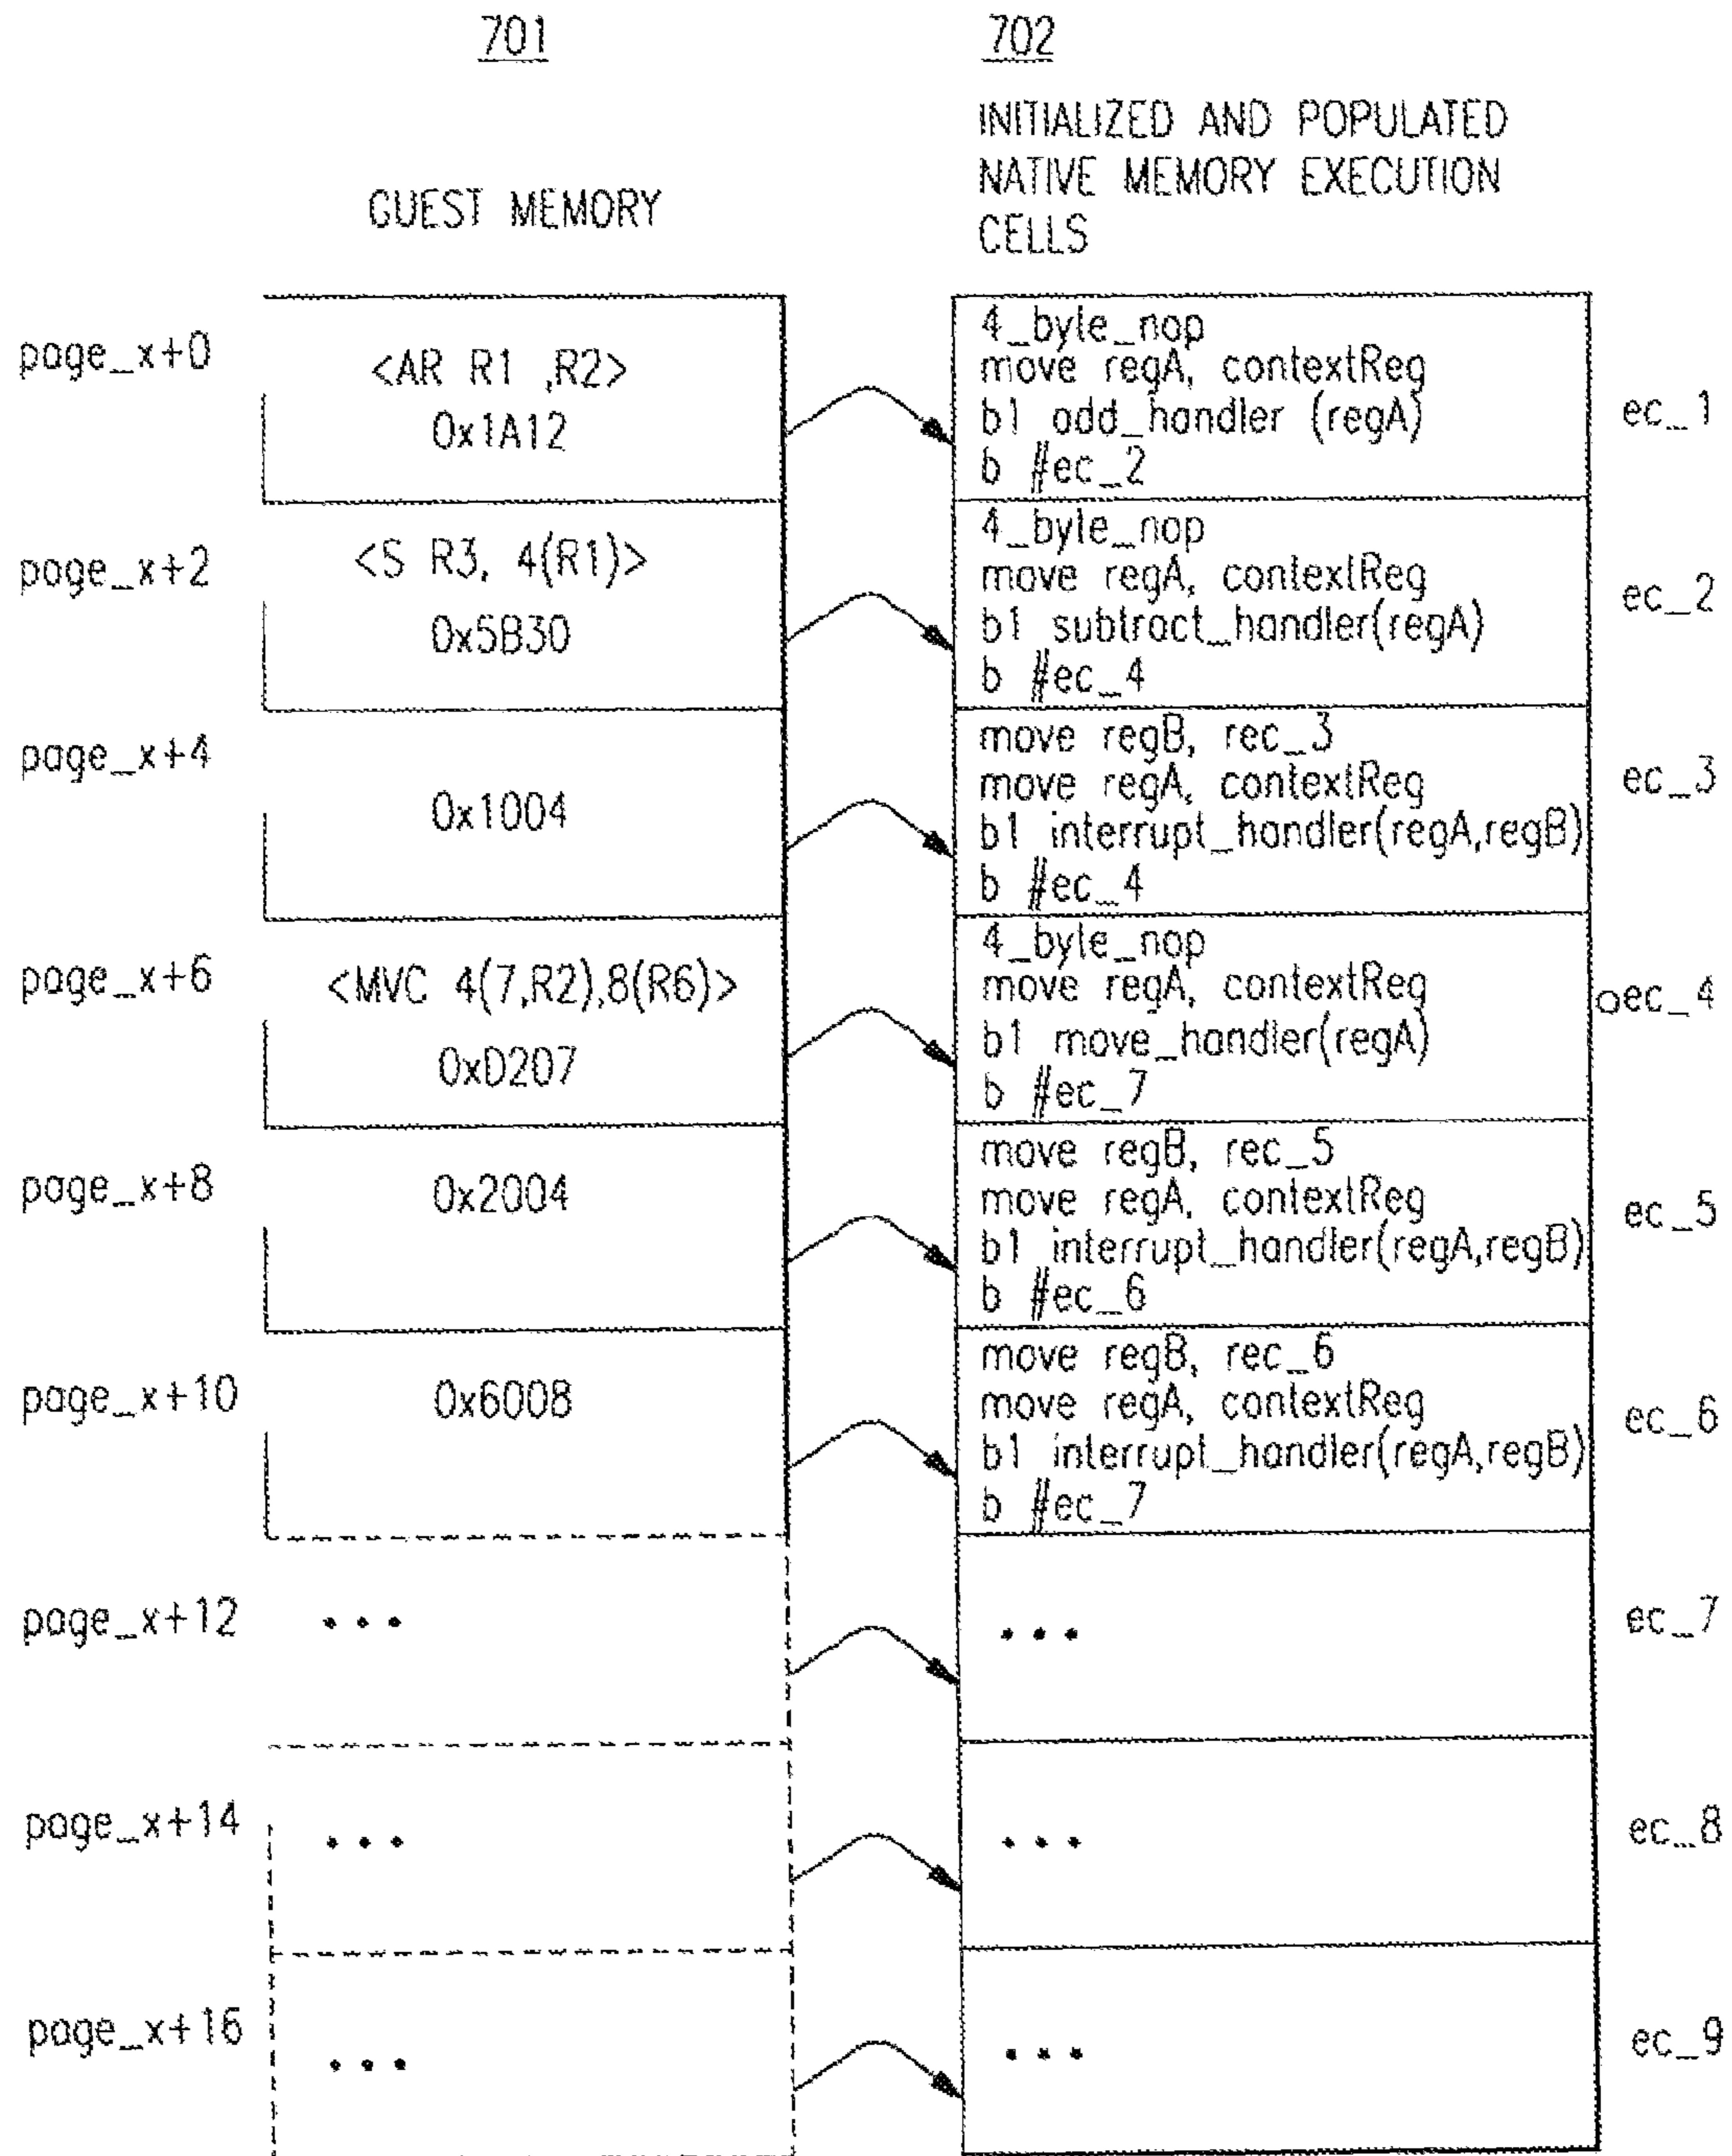 701
702
GUEST MEMORY
INITIALIZED AND POPULATED
NATIVE MEMORY EXECUTION
CELLS
page_x+0
<AR R1 ,R2>
0x1A12
4_byte_nop
move regA, contextReg
b1 add_handler (regA)
b #ec_2
ec_1
page_x+2
<S R3, 4(R1)>
0x5B30
4_byte_nop
move regA, contextReg
b1 subtract_handler(regA)
b #ec_4
ec_2
page_x+4
0x1004
move regB, rec_3
move regA, contextReg
b1 interrupt_handler(regA,regB)
b #ec_4
ec_3
page_x+6
<MVC 4(7,R2),8(R6)>
0xD207
4_byte_nop
move regA, contextReg
b1 move_handler(regA)
b #ec_7
ec_4
page_x+8
0x2004
move regB, rec_5
move regA, contextReg
b1 interrupt_handler(regA,regB)
b #ec_6
ec_5
page_x+10
0x6008
move regB, rec_6
move regA, contextReg
b1 interrupt_handler(regA,regB)
b #ec_7
ec_6
page_x+12
...
...
ec_7
page_x+14
...
...
ec_8
page_x+16
...
...
ec_9